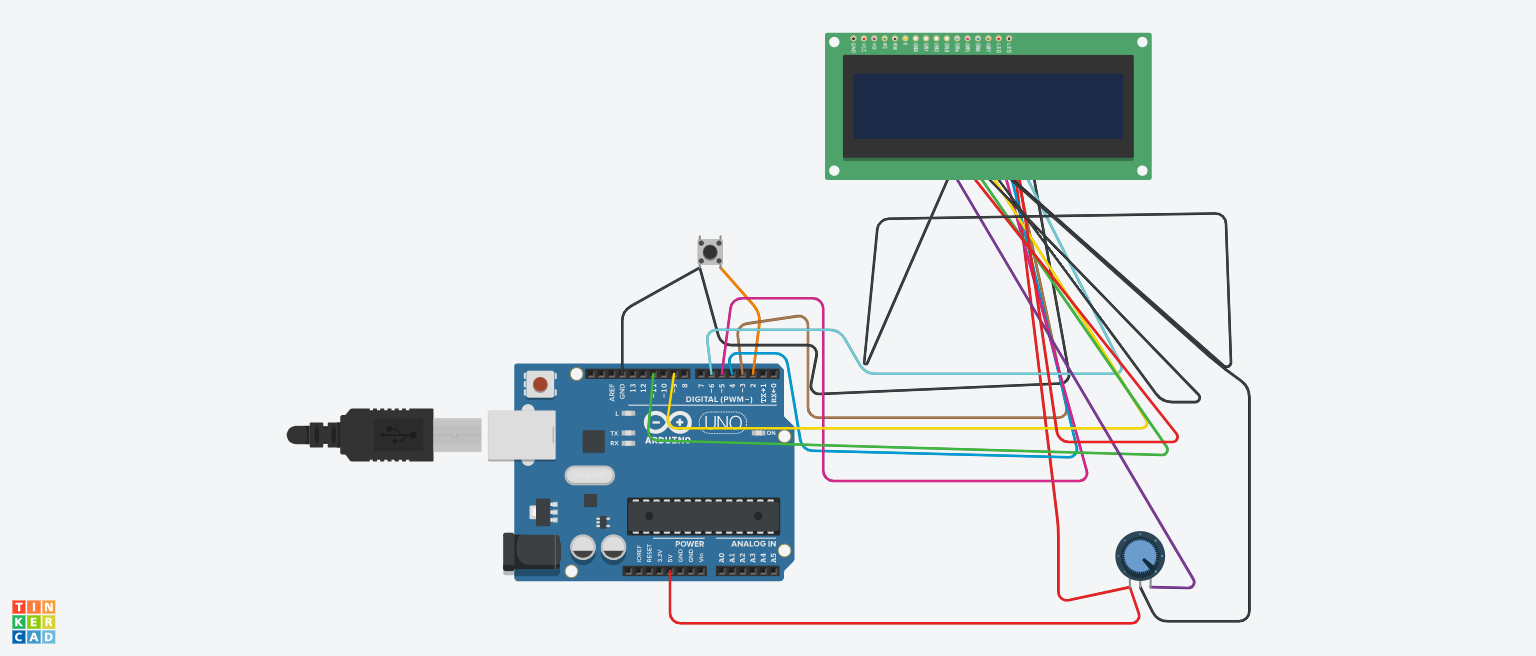 GND
VCC
V0
RS
RW
E
DB0
DB1
DB2
DB3
DB4
DB5
DB6
DB7
LED
LED
AREF
GND
13
12
~11
~10
~9
8
7
~6
~5
4
~3
2
TX→1
RX←0
DIGITAL (PWM~)
L
TX
RX
UNO
ON
ARDUINO
POWER
ANALOG IN
IOREF
RESET
3.3V
5V
GND
GND
Vin
A0
A1
A2
A3
A4
A5
TIN
KER
CAD